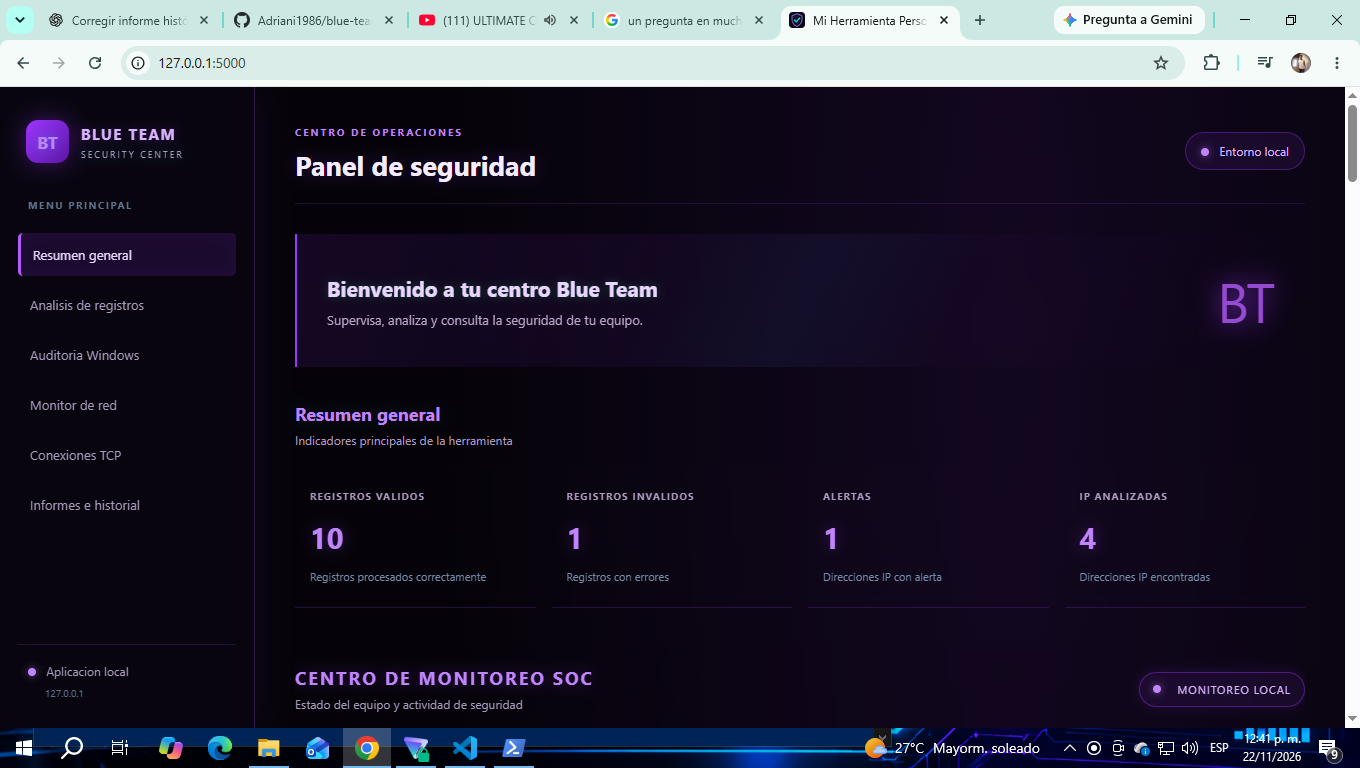 Corregir informe histó
Adriani1986/blue-tea
(111) ULTIMATE C
un pregunta en much
Mi Herramienta Perso
Pregunta a Gemini
127.0.0.1:5000
BT
BLUE TEAM
SECURITY CENTER
MENU PRINCIPAL
Resumen general
Analisis de registros
Auditoria Windows
Monitor de red
Conexiones TCP
Informes e historial
Aplicacion local
127.0.0.1
CENTRO DE OPERACIONES
Panel de seguridad
Entorno local
Bienvenido a tu centro Blue Team
Supervisa, analiza y consulta la seguridad de tu equipo.
BT
Resumen general
Indicadores principales de la herramienta
REGISTROS VALIDOS
10
Registros procesados correctamente
REGISTROS INVALIDOS
1
Registros con errores
ALERTAS
1
Direcciones IP con alerta
IP ANALIZADAS
4
Direcciones IP encontradas
CENTRO DE MONITOREO SOC
Estado del equipo y actividad de seguridad
MONITOREO LOCAL
27°C Mayorm. soleado
ESP
12:41 p. m.
22/11/2026
9